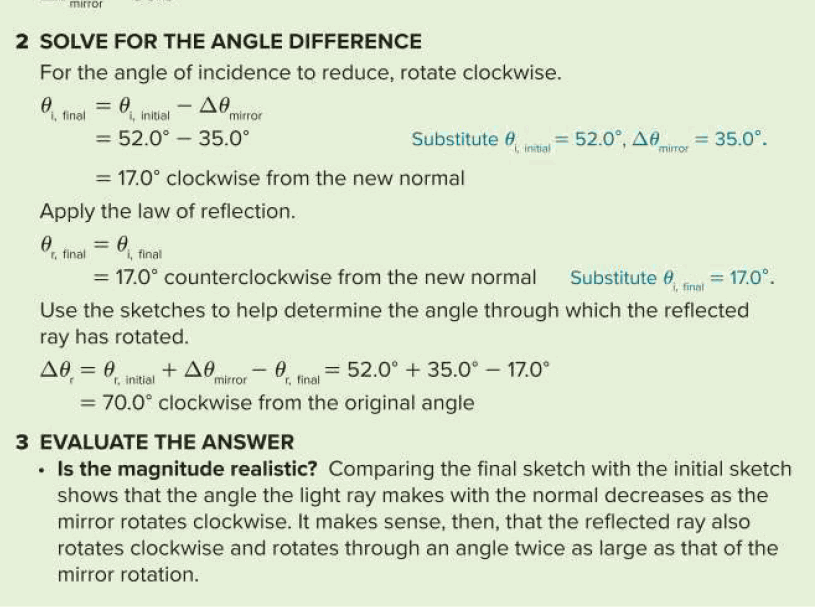 mirror
2 SOLVE FOR THE ANGLE DIFFERENCE
For the angle of incidence to reduce, rotate clockwise.
θi, final = θi, initial − Δθmirror
= 52.0° − 35.0° Substitute θi, initial = 52.0°, Δθmirror = 35.0°.
= 17.0° clockwise from the new normal
Apply the law of reflection.
θr, final = θi, final
= 17.0° counterclockwise from the new normal Substitute θi, final = 17.0°.
Use the sketches to help determine the angle through which the reflected
ray has rotated.
Δθr = θr, initial + Δθmirror − θr, final = 52.0° + 35.0° − 17.0°
= 70.0° clockwise from the original angle
3 EVALUATE THE ANSWER
• Is the magnitude realistic? Comparing the final sketch with the initial sketch
shows that the angle the light ray makes with the normal decreases as the
mirror rotates clockwise. It makes sense, then, that the reflected ray also
rotates clockwise and rotates through an angle twice as large as that of the
mirror rotation.